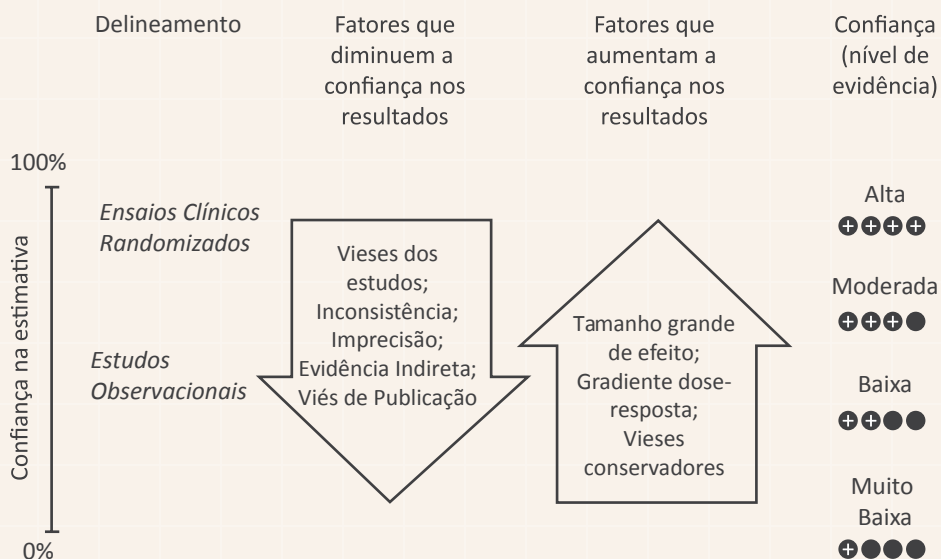 Delineamento
Fatores que
diminuem a
confiança nos
resultados
Fatores que
aumentam a
confiança nos
resultados
Confiança
(nível de
evidência)
100%
Confiança na estimativa
0%
Ensaios Clínicos
Randomizados
Estudos
Observacionais
Vieses dos
estudos;
Inconsistência;
Imprecisão;
Evidência Indireta;
Viés de Publicação
Tamanho grande
de efeito;
Gradiente dose-
resposta;
Vieses
conservadores
Alta
Moderada
Baixa
Muito
Baixa